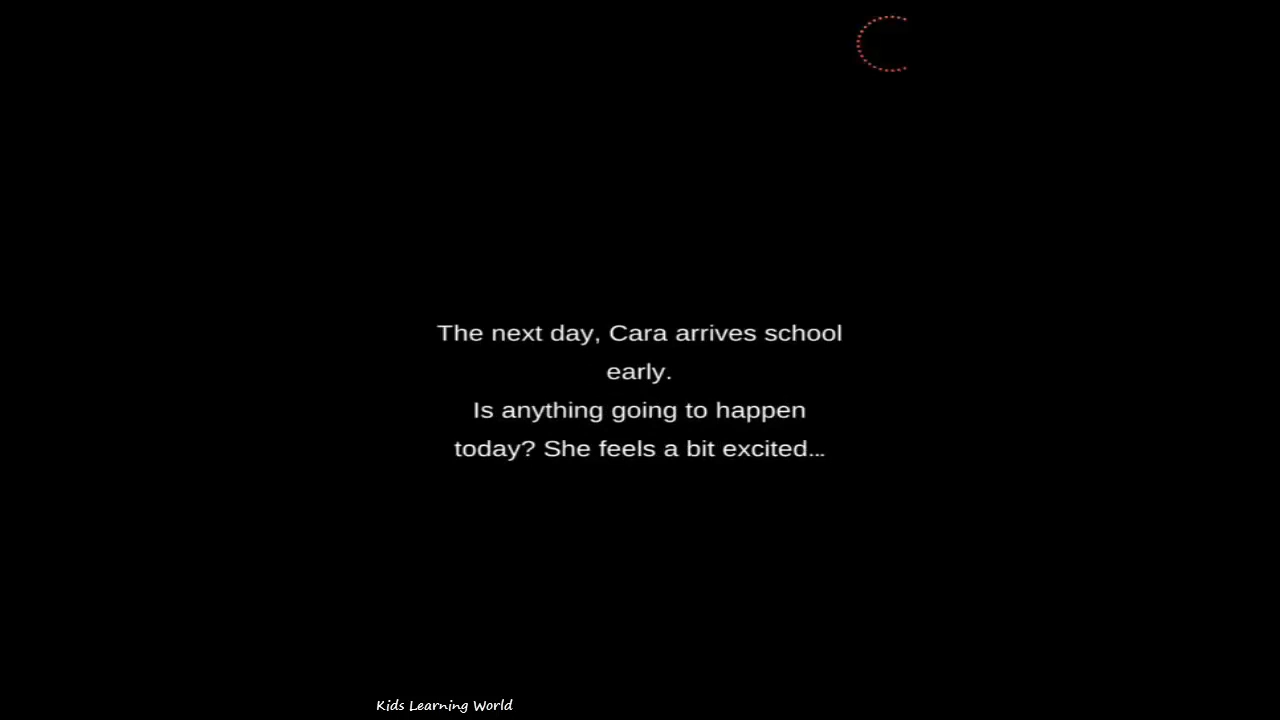 The next day, Cara arrives school
early.
Is anything going to happen
today? She feels a bit excited...
Kids Learning World